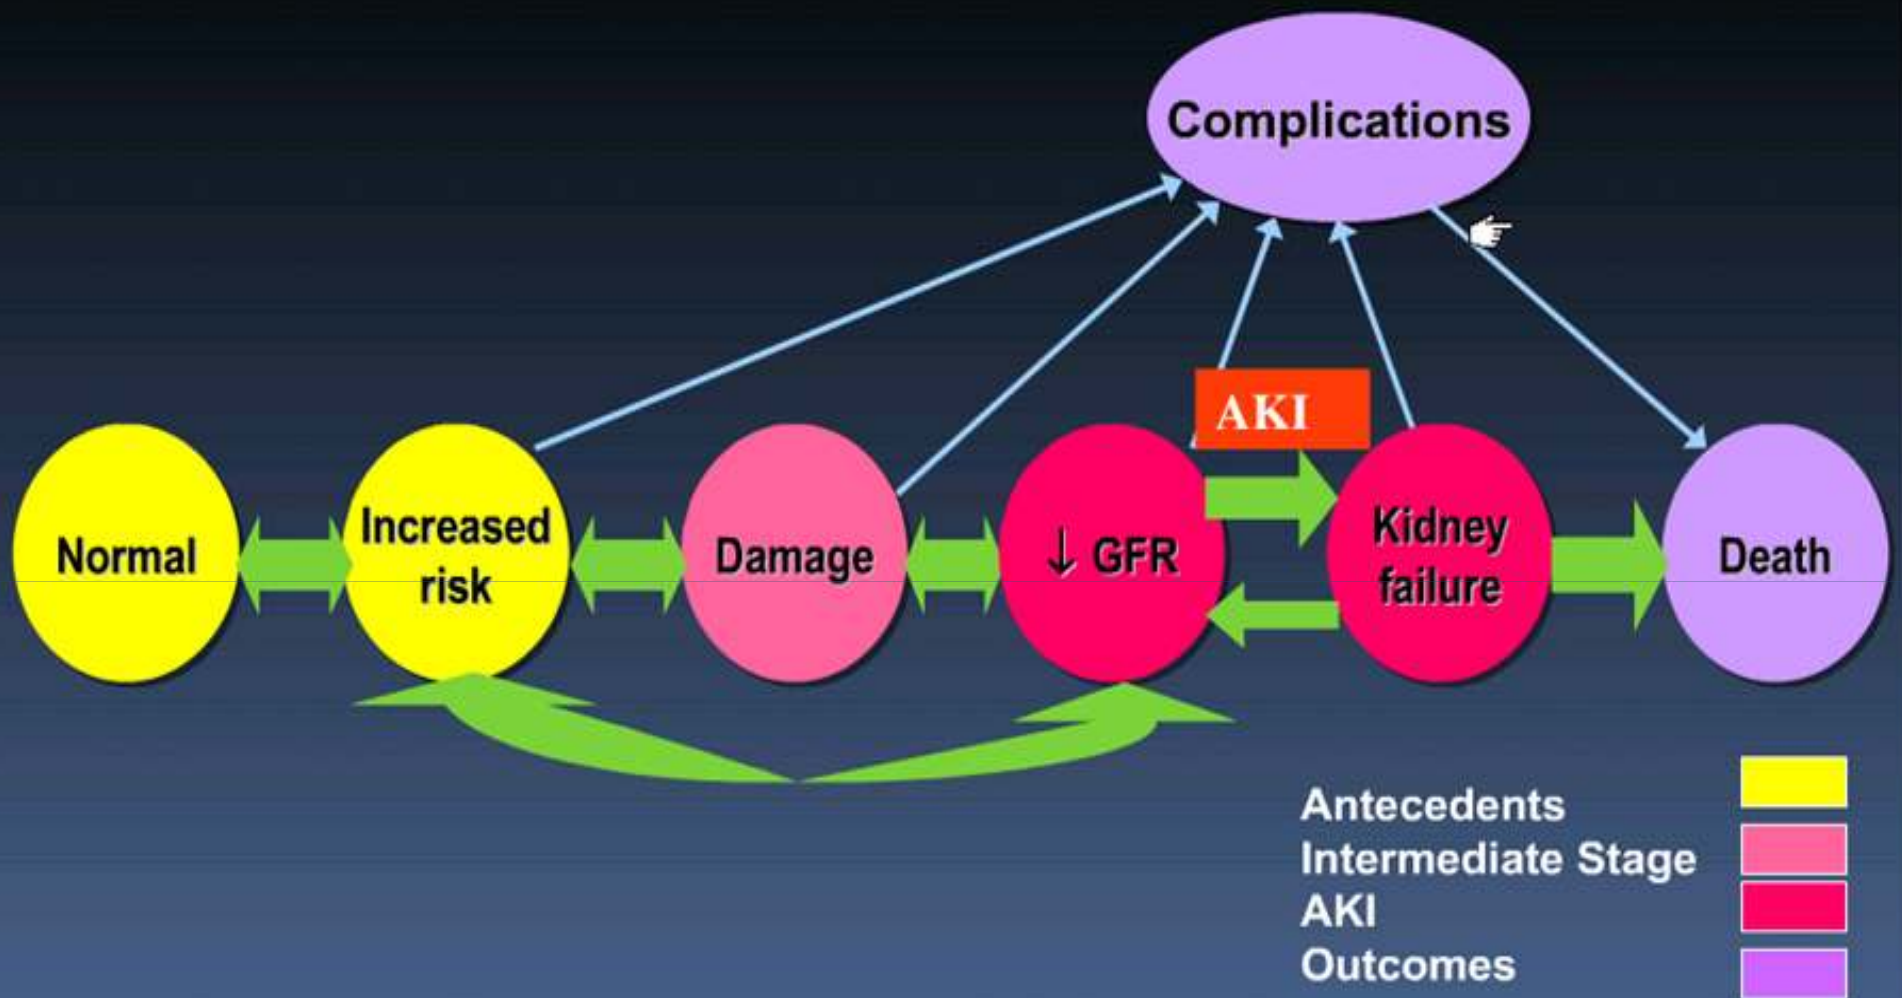 Complications
AKI
Normal
Increased
risk
Damage
↓ GFR
Kidney
failure
Death
Antecedents
Intermediate Stage
AKI
Outcomes